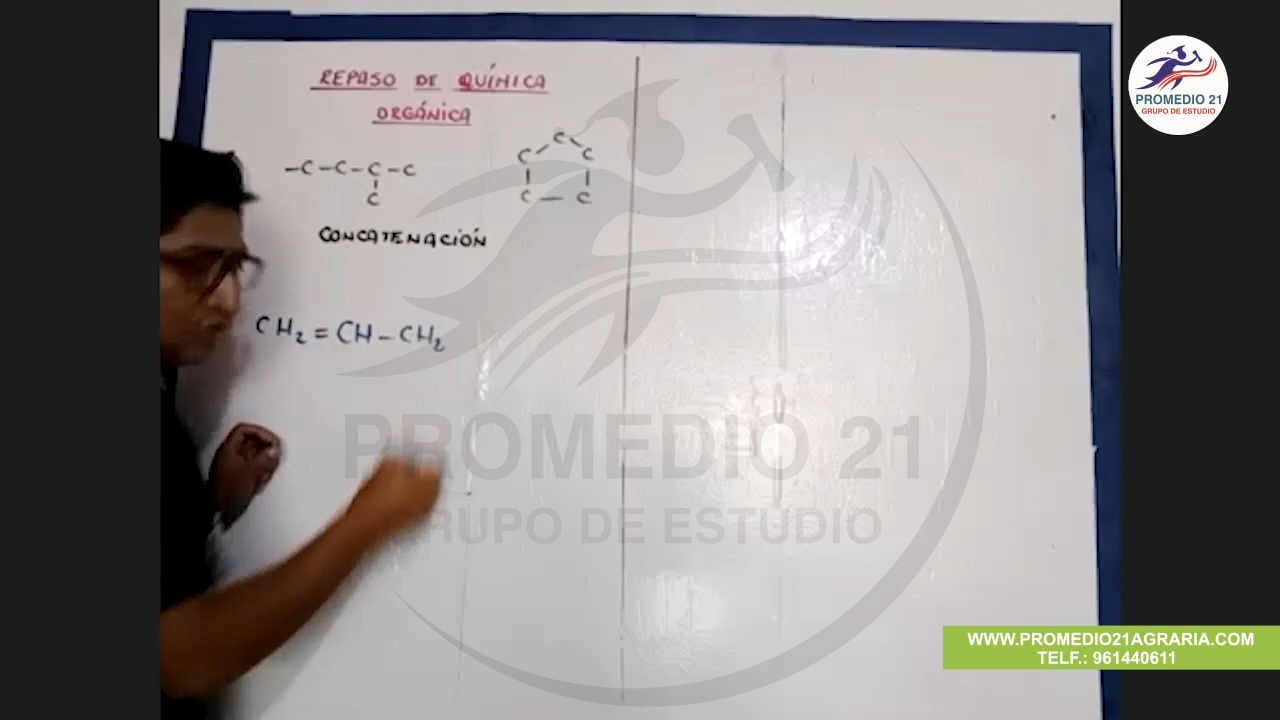 REPASO DE QUÍMICA
ORGÁNICA
-C-C-C-C
C
C
C C
C — C
CONCATENACIÓN
CH2 = CH - CH2
PROMEDIO 21
GRUPO DE ESTUDIO
PROMEDIO 21
GRUPO DE ESTUDIO
WWW.PROMEDIO21AGRARIA.COM
TELF.: 961440611